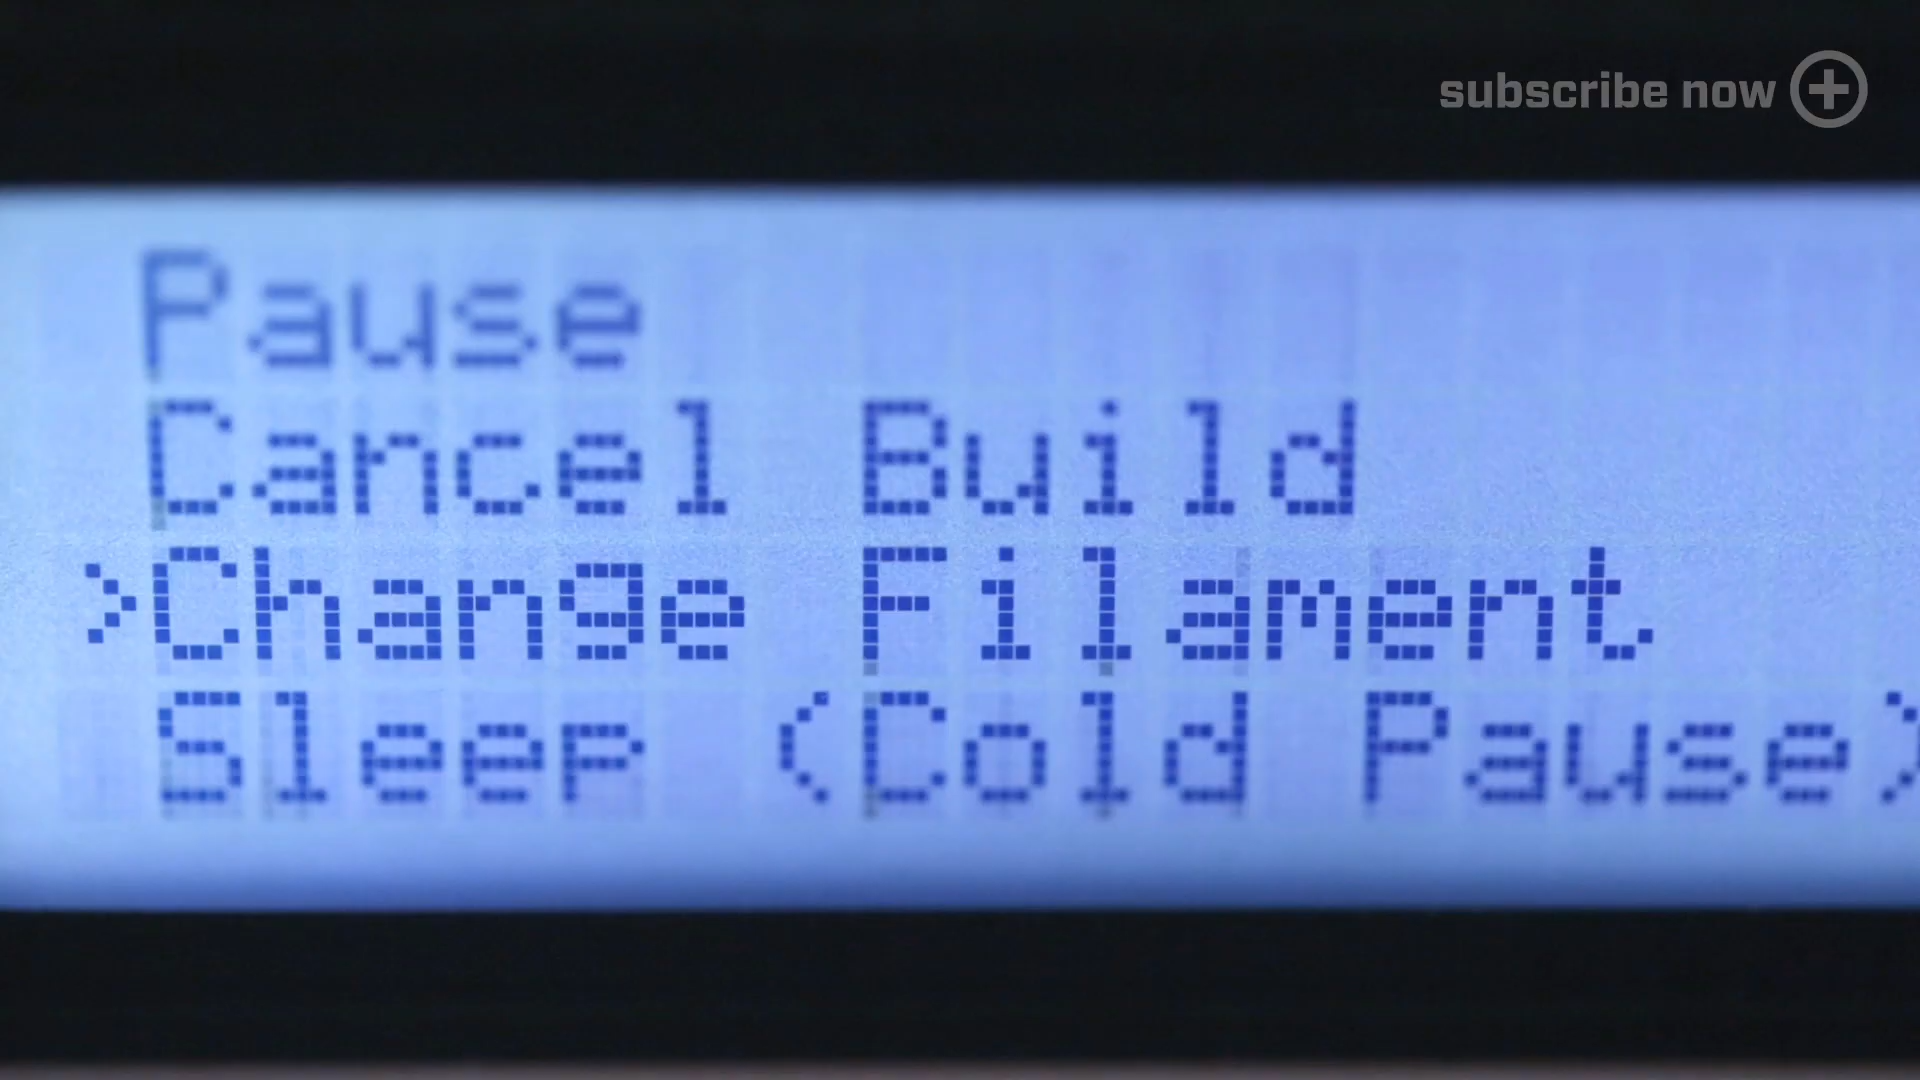 subscribe now
Pause
Cancel Build
>Change Filament
Sleep (Cold Pause)